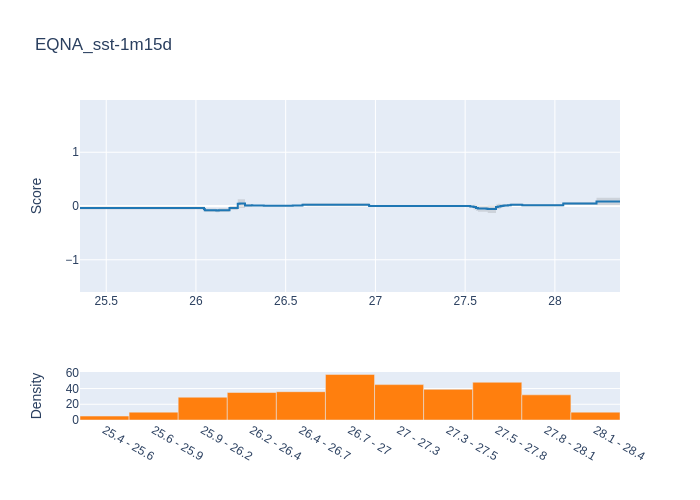 EQNA_sst-1m15d
Score
1
0
−1
25.5 26 26.5 27 27.5 28
Density
60
40
20
0
25.4 - 25.6
25.6 - 25.9
25.9 - 26.2
26.2 - 26.4
26.4 - 26.7
26.7 - 27
27 - 27.3
27.3 - 27.5
27.5 - 27.8
27.8 - 28.1
28.1 - 28.4